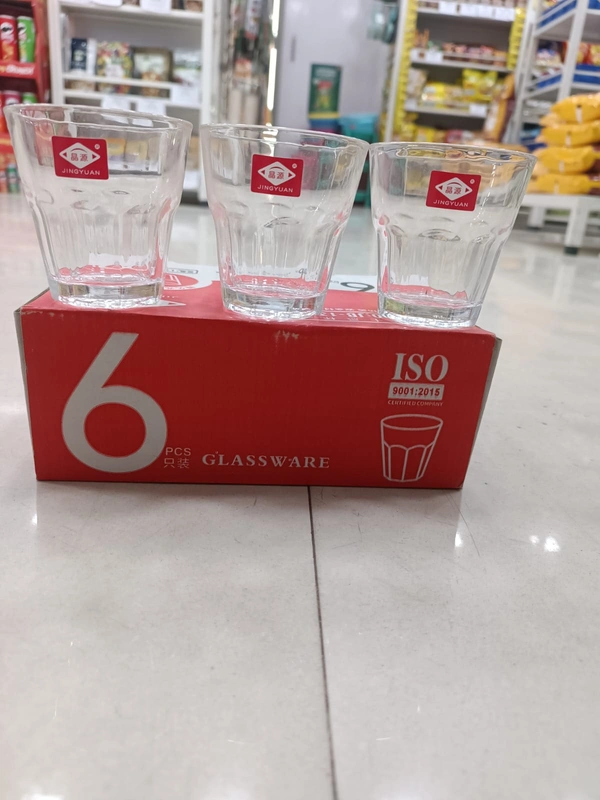 晶源
JINGYUAN
晶源
JINGYUAN
晶源
JINGYUAN
6
PCS
只装
GLASSWARE
ISO
9001:2015
CERTIFIED COMPANY